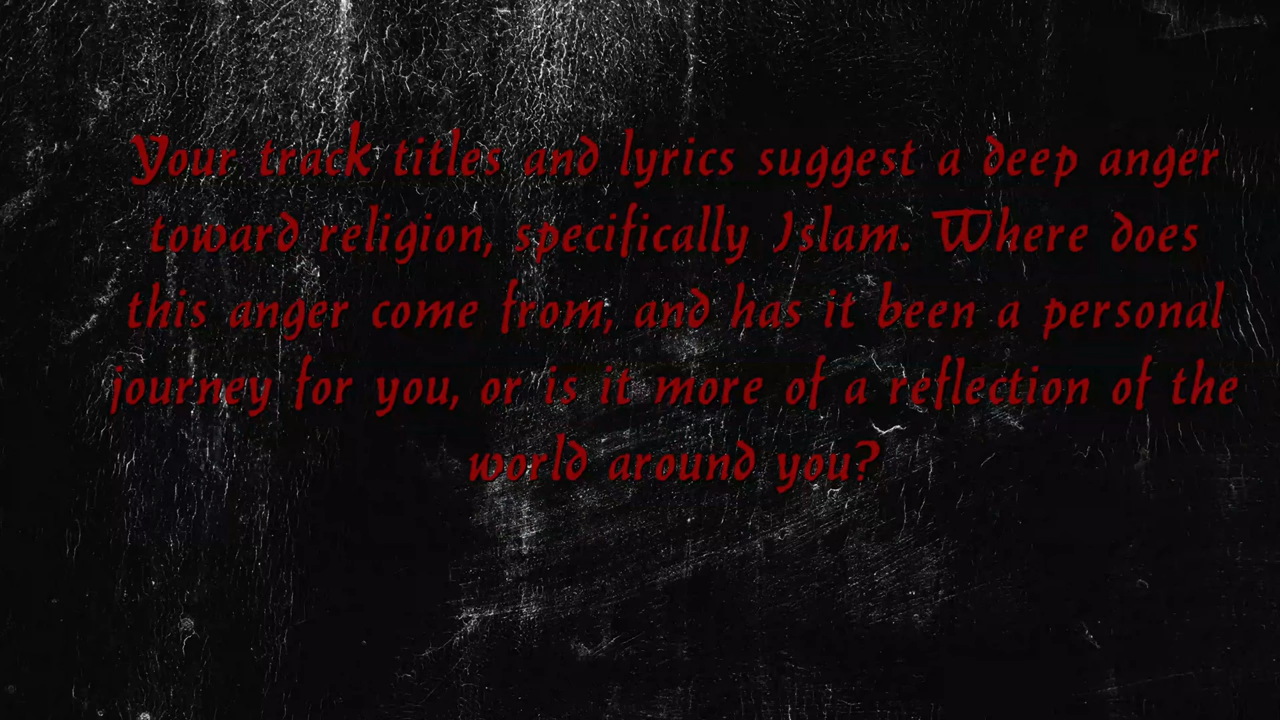 Your track titles and lyrics suggest a deep anger
toward religion, specifically Islam. Where does
this anger come from, and has it been a personal
journey for you, or is it more of a reflection of the
world around you?